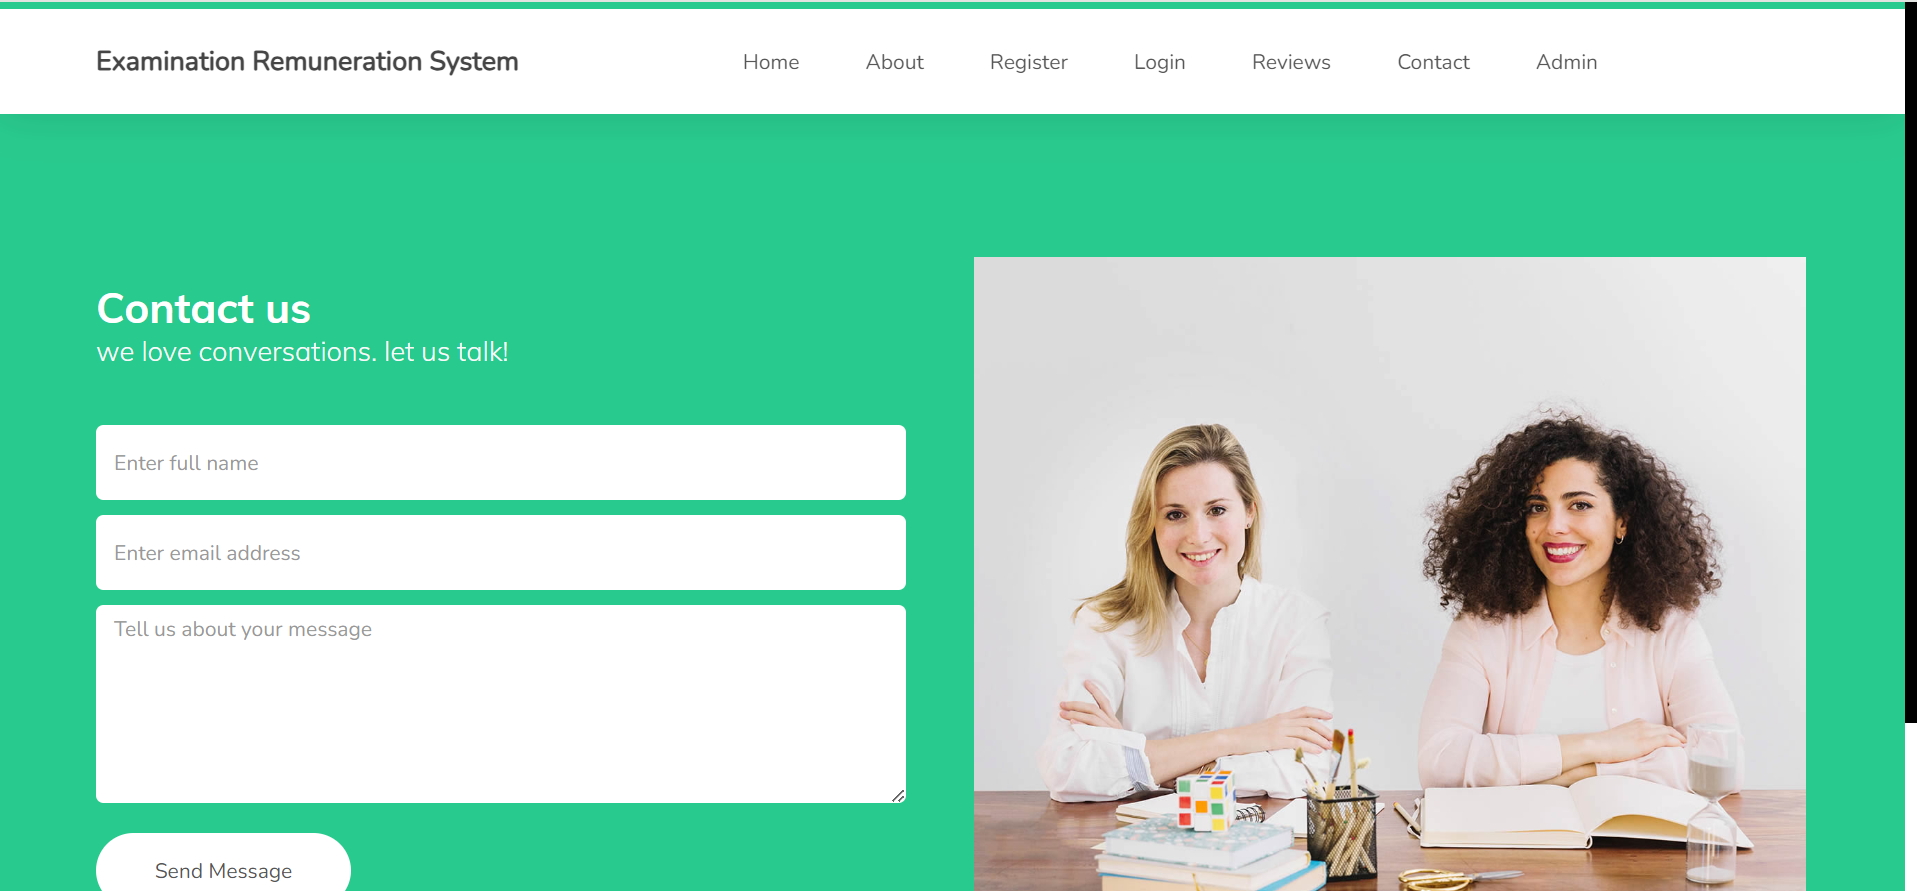 Examination Remuneration System
Home About Register Login Reviews Contact Admin
Contact us
we love conversations. let us talk!
Enter full name
Enter email address
Tell us about your message
Send Message